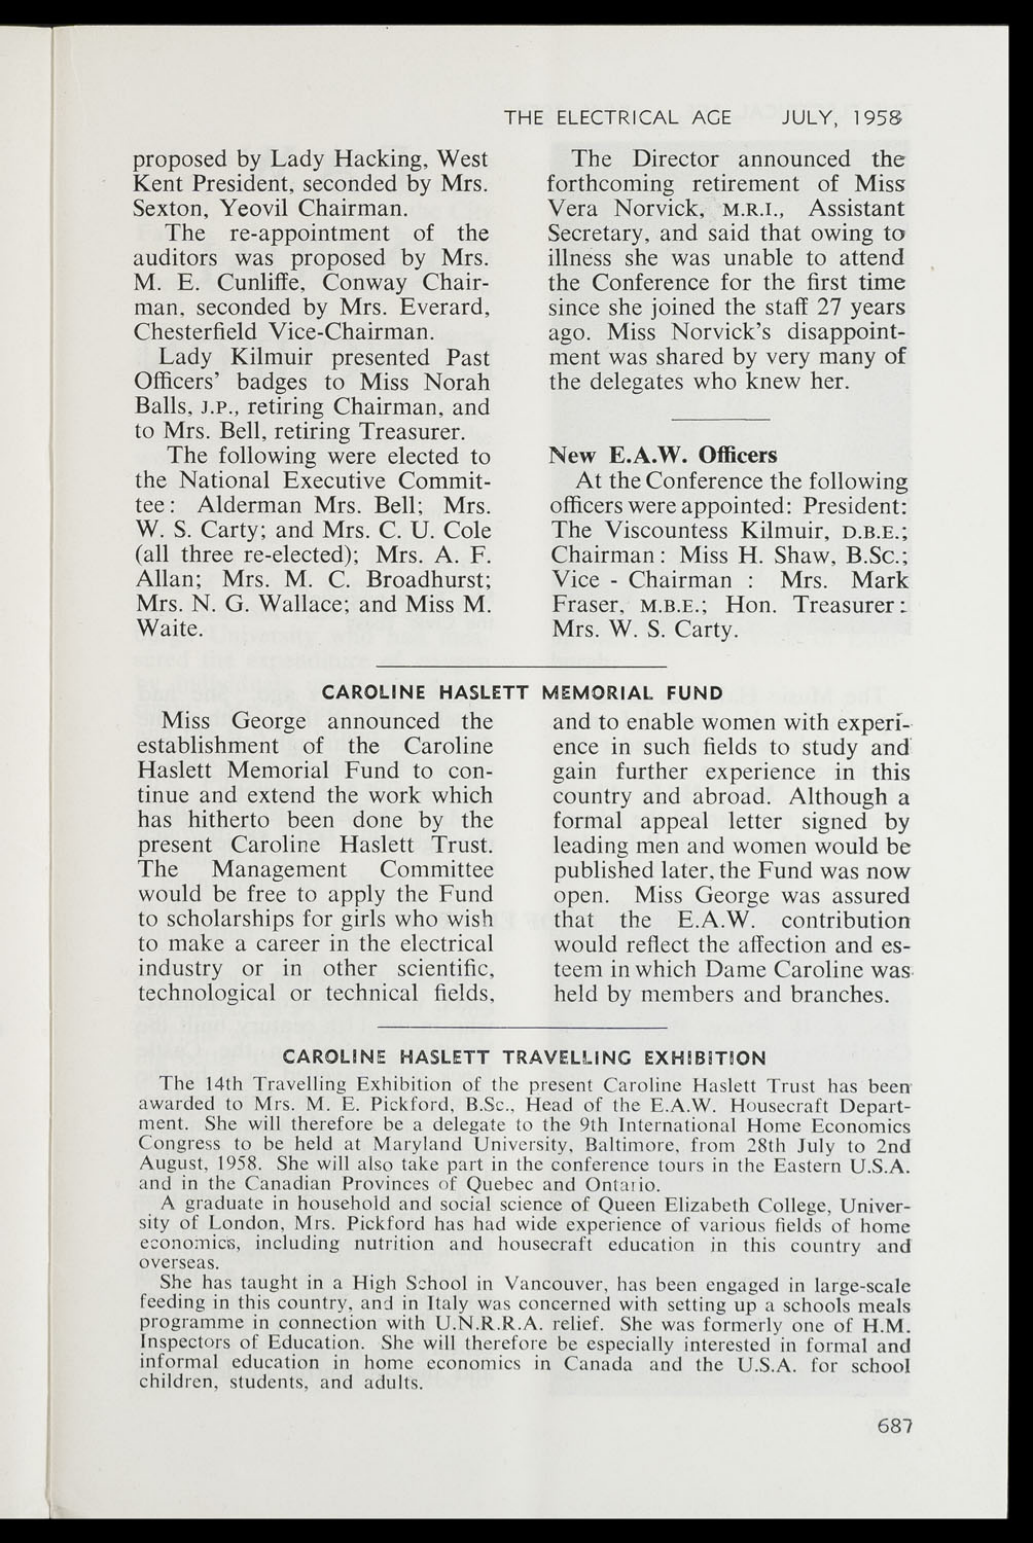 THE ELECTRICAL AGE JULY, 1958
proposed by Lady Hacking, West
Kent President, seconded by Mrs.
Sexton, Yeovil Chairman.
The re-appointment of the
auditors was proposed by Mrs.
M. E. Cunliffe, Conway Chair-
man, seconded by Mrs. Everard,
Chesterfield Vice-Chairman.
Lady Kilmuir presented Past
Officers' badges to Miss Norah
Balls, J.P., retiring Chairman, and
to Mrs. Bell, retiring Treasurer.
The following were elected to
the National Executive Commit-
tee: Alderman Mrs. Bell; Mrs.
W. S. Carty; and Mrs. C. U. Cole
(all three re-elected); Mrs. A. F.
Allan; Mrs. M. C. Broadhurst;
Mrs. N. G. Wallace; and Miss M.
Waite.
The Director announced the
forthcoming retirement of Miss
Vera Norvick, M.R.I., Assistant
Secretary, and said that owing to
illness she was unable to attend
the Conference for the first time
since she joined the staff 27 years
ago. Miss Norvick's disappoint-
ment was shared by very many of
the delegates who knew her.
New E.A.W. Officers
At the Conference the following
officers were appointed: President:
The Viscountess Kilmuir, D.B.E.;
Chairman: Miss H. Shaw, B.Sc.;
Vice - Chairman : Mrs. Mark
Fraser, M.B.E.; Hon. Treasurer:
Mrs. W. S. Carty.
CAROLINE HASLETT MEMORIAL FUND
Miss George announced the
establishment of the Caroline
Haslett Memorial Fund to con-
tinue and extend the work which
has hitherto been done by the
present Caroline Haslett Trust.
The Management Committee
would be free to apply the Fund
to scholarships for girls who wish
to make a career in the electrical
industry or in other scientific,
technological or technical fields,
and to enable women with experi-
ence in such fields to study and
gain further experience in this
country and abroad. Although a
formal appeal letter signed by
leading men and women would be
published later, the Fund was now
open. Miss George was assured
that the E.A.W. contribution
would reflect the affection and es-
teem in which Dame Caroline was
held by members and branches.
CAROLINE HASLETT TRAVELLING EXHIBITION
The 14th Travelling Exhibition of the present Caroline Haslett Trust has been
awarded to Mrs. M. E. Pickford, B.Sc., Head of the E.A.W. Housecraft Depart-
ment. She will therefore be a delegate to the 9th International Home Economics
Congress to be held at Maryland University, Baltimore, from 28th July to 2nd
August, 1958. She will also take part in the conference tours in the Eastern U.S.A.
and in the Canadian Provinces of Quebec and Ontario.
A graduate in household and social science of Queen Elizabeth College, Univer-
sity of London, Mrs. Pickford has had wide experience of various fields of home
economics, including nutrition and housecraft education in this country and
overseas.
She has taught in a High School in Vancouver, has been engaged in large-scale
feeding in this country, and in Italy was concerned with setting up a schools meals
programme in connection with U.N.R.R.A. relief. She was formerly one of H.M.
Inspectors of Education. She will therefore be especially interested in formal and
informal education in home economics in Canada and the U.S.A. for school
children, students, and adults.
687